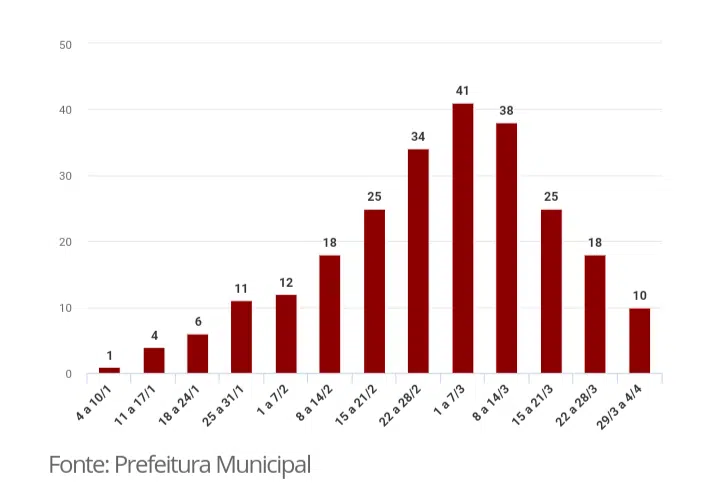 50
40
30
20
10
0
1
4
6
11
12
18
25
34
41
38
25
18
10
4 a 10/1
11 a 17/1
18 a 24/1
25 a 31/1
1 a 7/2
8 a 14/2
15 a 21/2
22 a 28/2
1 a 7/3
8 a 14/3
15 a 21/3
22 a 28/3
29/3 a 4/4
Fonte: Prefeitura Municipal